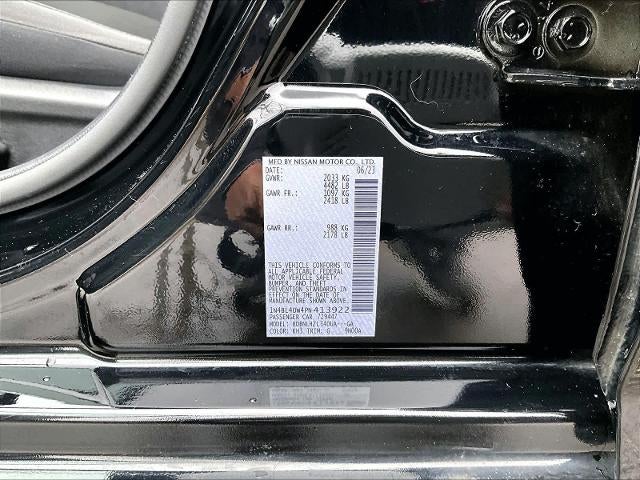 MFD BY NISSAN MOTOR CO., LTD.
DATE: 06/23
GVWR: 2033 KG
4482 LB
GAWR FR: 1097 KG
2418 LB
GAWR RR: 988 KG
2178 LB
THIS VEHICLE CONFORMS TO
ALL APPLICABLE FEDERAL
MOTOR VEHICLE SAFETY,
BUMPER, AND THEFT
PREVENTION STANDARDS IN
EFFECT ON THE DATE OF
MANUFACTURE SHOWN ABOVE.
1N4BL4DW4PN413922
PASSENGER CAR
MODEL:
COLOR: KH3 TRIM: G